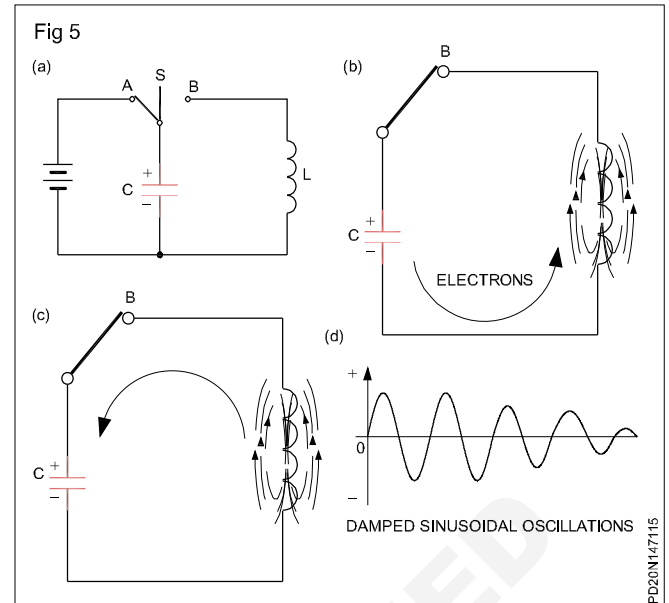 Fig 5
(a)
A
S
B
+
C
–
L
(b)
B
+
C
–
ELECTRONS
(c)
B
+
C
–
(d)
+
0
–
DAMPED SINUSOIDAL OSCILLATIONS
PD20N147115